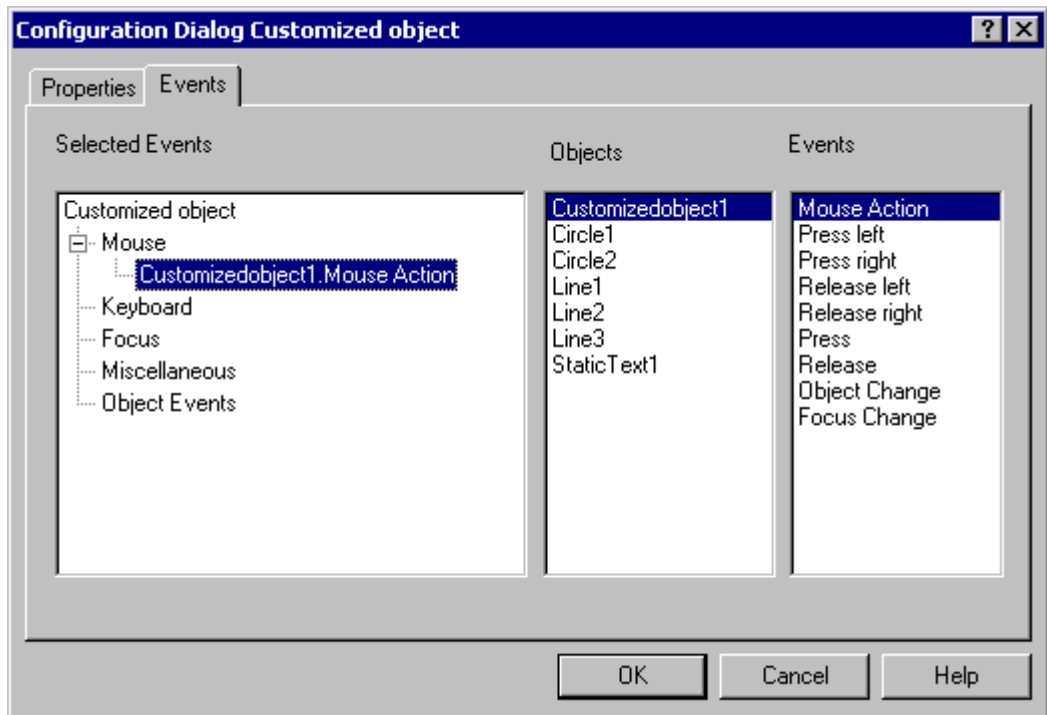 Configuration Dialog Customized object
Properties
Events
Selected Events
Customized object
Mouse
Customizedobject1.Mouse Action
Keyboard
Focus
Miscellaneous
Object Events
Objects
Customizedobject1
Circle1
Circle2
Line1
Line2
Line3
StaticText1
Events
Mouse Action
Press left
Press right
Release left
Release right
Press
Release
Object Change
Focus Change
OK
Cancel
Help